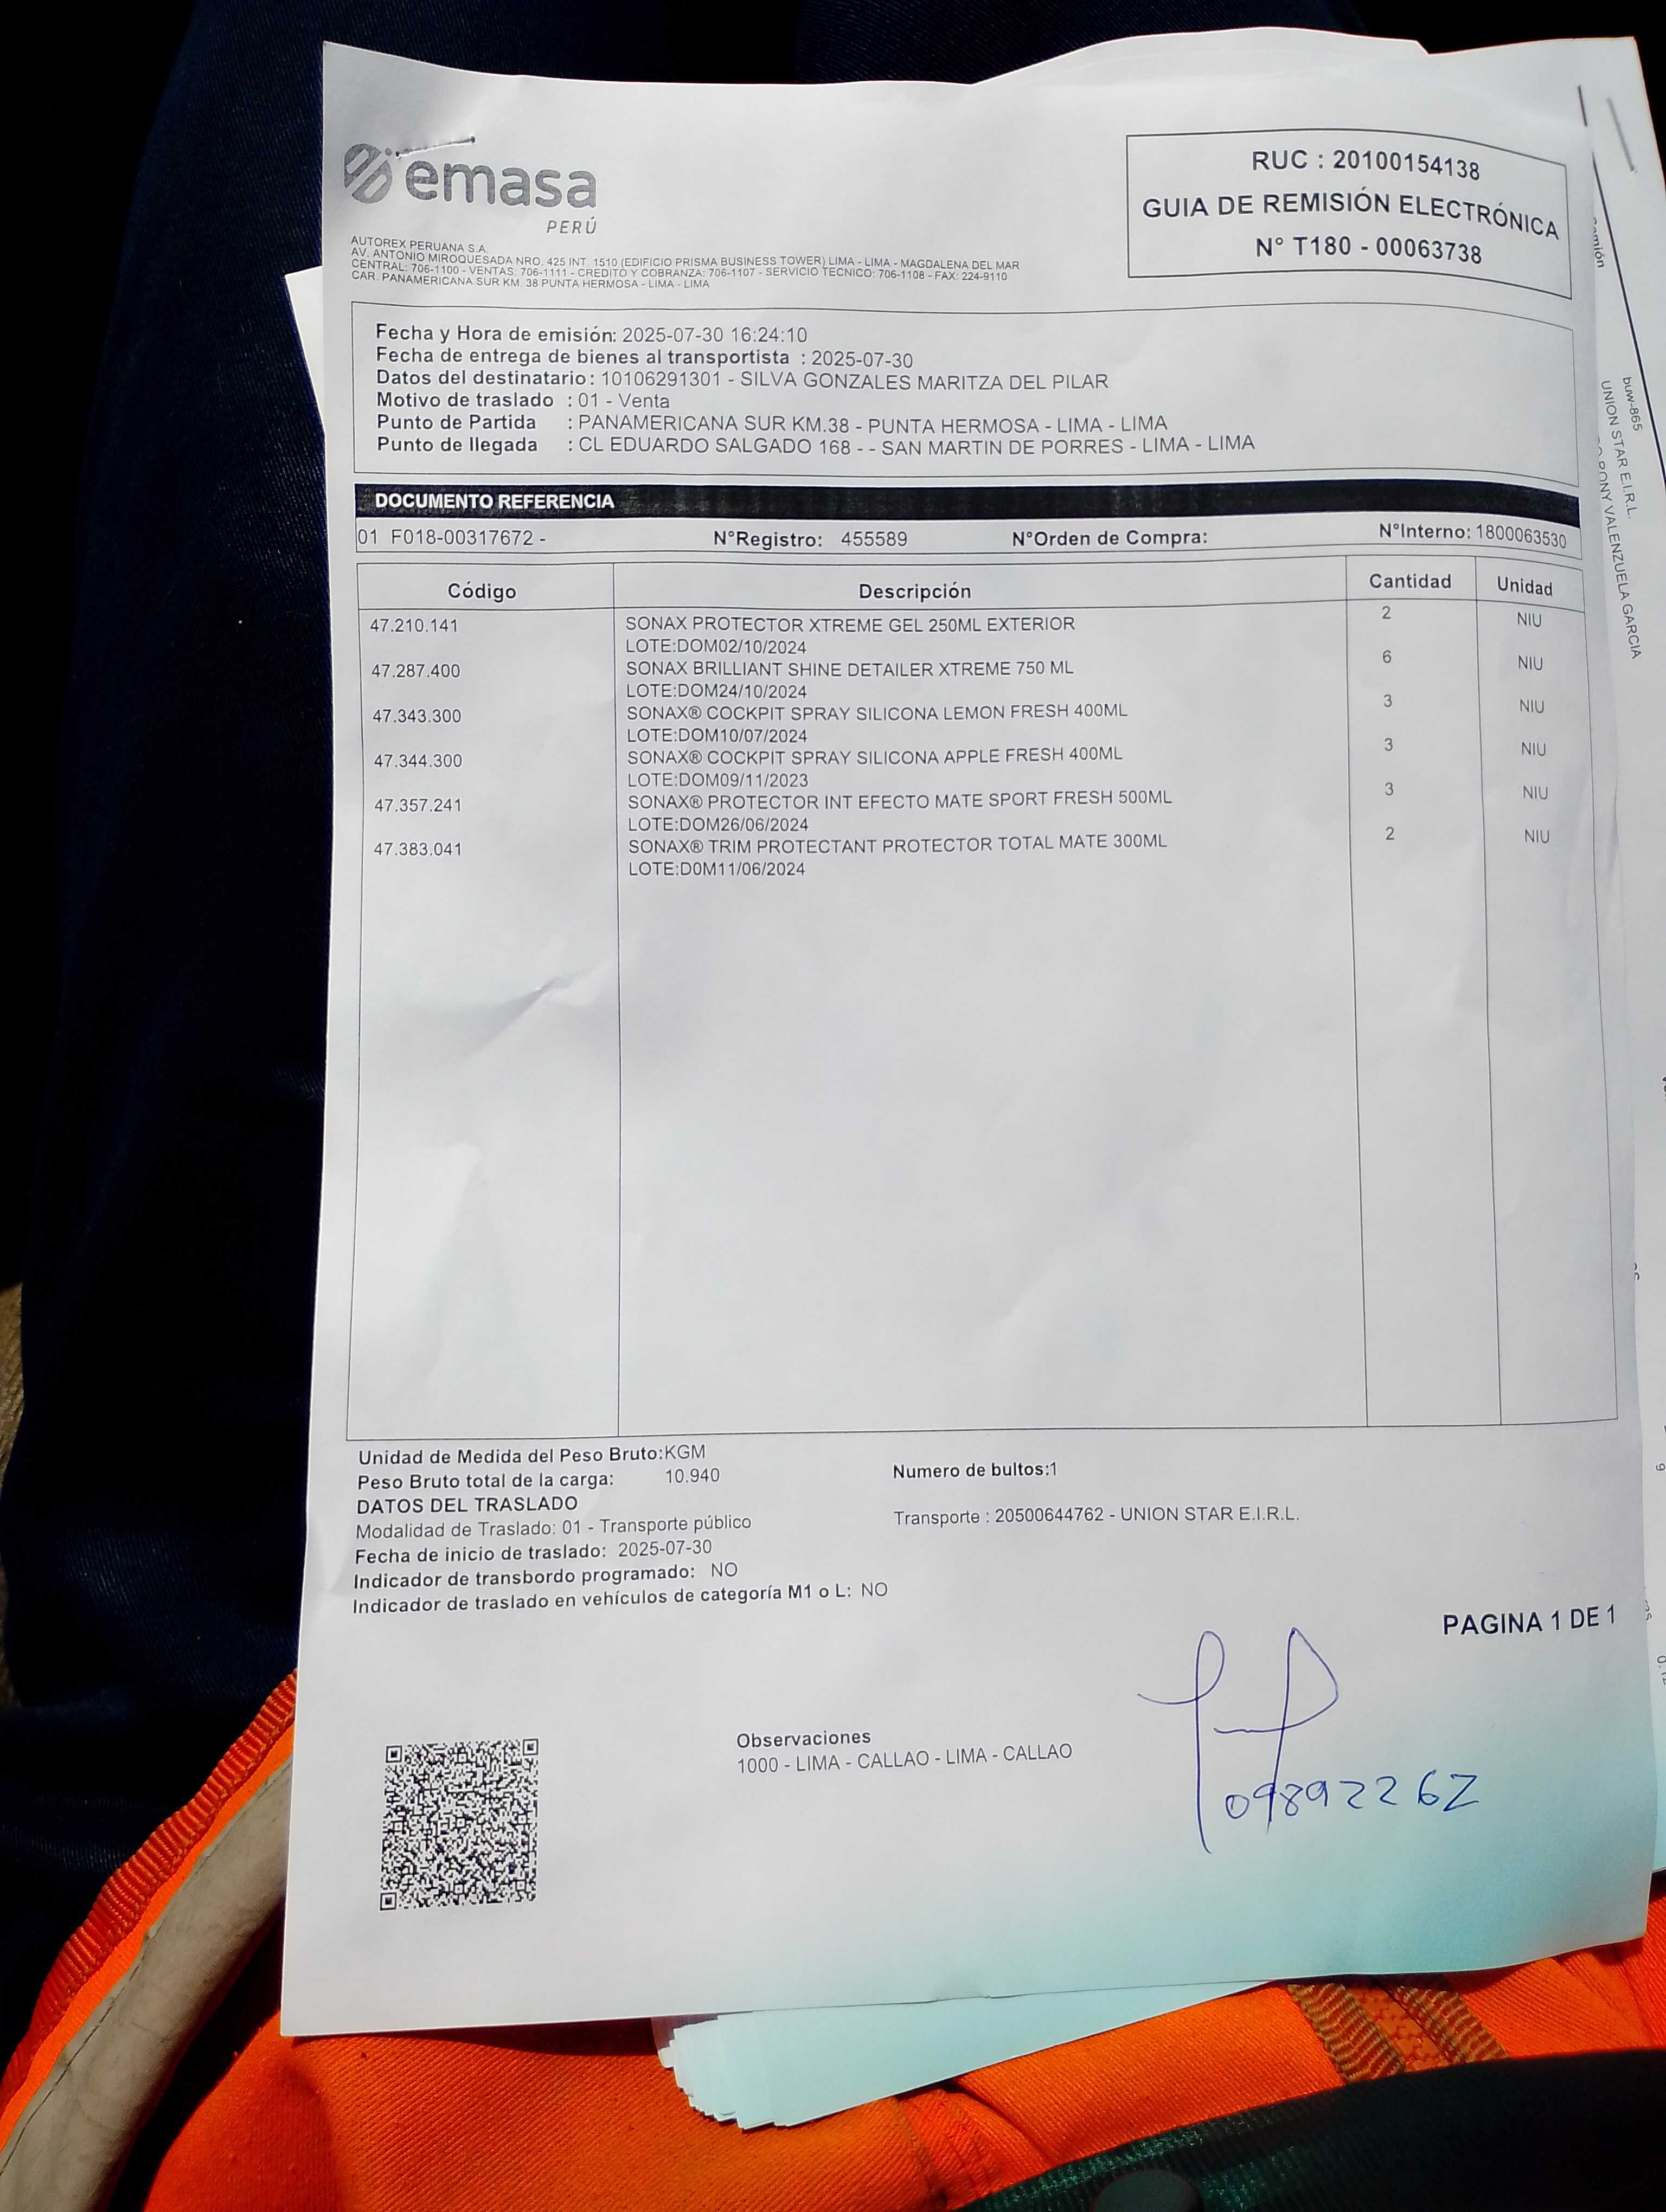 emasa
PERÚ
AUTOREX PERUANA S.A.
AV. ANTONIO MIROQUESADA NRO. 425 INT. 1510 (EDIFICIO PRISMA BUSINESS TOWER) LIMA - LIMA - MAGDALENA DEL MAR
CENTRAL: 706-1100 - VENTAS: 706-1111 - CREDITO Y COBRANZA: 706-1107 - SERVICIO TECNICO: 706-1108 - FAX: 224-9110
CAR. PANAMERICANA SUR KM. 38 PUNTA HERMOSA - LIMA - LIMA
RUC : 20100154138
GUIA DE REMISIÓN ELECTRÓNICA
N° T180 - 00063738
Fecha y Hora de emisión: 2025-07-30 16:24:10
Fecha de entrega de bienes al transportista : 2025-07-30
Datos del destinatario: 10106291301 - SILVA GONZALES MARITZA DEL PILAR
Motivo de traslado : 01 - Venta
Punto de Partida : PANAMERICANA SUR KM.38 - PUNTA HERMOSA - LIMA - LIMA
Punto de llegada : CL EDUARDO SALGADO 168 - - SAN MARTIN DE PORRES - LIMA - LIMA
DOCUMENTO REFERENCIA
01 F018-00317672 - N°Registro: 455589 N°Orden de Compra: N°Interno: 1800063530
Código Descripción Cantidad Unidad
47.210.141 SONAX PROTECTOR XTREME GEL 250ML EXTERIOR 2 NIU
LOTE:DOM02/10/2024
47.287.400 SONAX BRILLIANT SHINE DETAILER XTREME 750 ML 6 NIU
LOTE:DOM24/10/2024
47.343.300 SONAX® COCKPIT SPRAY SILICONA LEMON FRESH 400ML 3 NIU
LOTE:DOM10/07/2024
47.344.300 SONAX® COCKPIT SPRAY SILICONA APPLE FRESH 400ML 3 NIU
LOTE:DOM09/11/2023
47.357.241 SONAX® PROTECTOR INT EFECTO MATE SPORT FRESH 500ML 3 NIU
LOTE:DOM26/06/2024
47.383.041 SONAX® TRIM PROTECTANT PROTECTOR TOTAL MATE 300ML 2 NIU
LOTE:D0M11/06/2024
Unidad de Medida del Peso Bruto:KGM
Peso Bruto total de la carga: 10.940 Numero de bultos:1
DATOS DEL TRASLADO
Modalidad de Traslado: 01 - Transporte público Transporte : 20500644762 - UNION STAR E.I.R.L.
Fecha de inicio de traslado: 2025-07-30
Indicador de transbordo programado: NO
Indicador de traslado en vehículos de categoría M1 o L: NO
PAGINA 1 DE 1
Observaciones
1000 - LIMA - CALLAO - LIMA - CALLAO
09892262
buw-865
UNION STAR E.I.R.L.
RONY VALENZUELA GARCIA